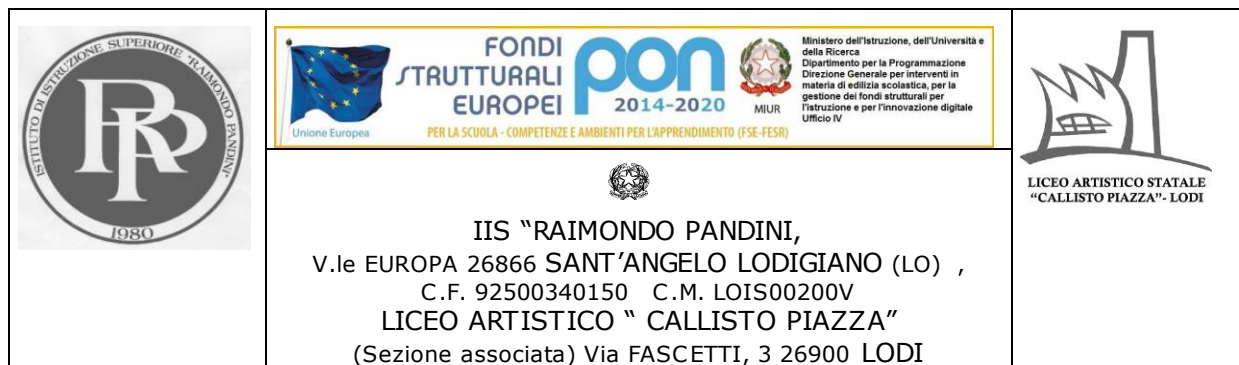 ISTITUTO DI ISTRUZIONE SUPERIORE "RAIMONDO PANDINI"
RP
1980
Unione Europea
FONDI
STRUTTURALI
EUROPEI
pon
2014-2020
MIUR
Ministero dell'Istruzione, dell'Università e
della Ricerca
Dipartimento per la Programmazione
Direzione Generale per interventi in
materia di edilizia scolastica, per la
gestione dei fondi strutturali per
l'istruzione e per l'innovazione digitale
Ufficio IV
PER LA SCUOLA - COMPETENZE E AMBIENTI PER L'APPRENDIMENTO (FSE-FESR)
LICEO ARTISTICO STATALE
"CALLISTO PIAZZA"- LODI
IIS "RAIMONDO PANDINI,
V.le EUROPA 26866 SANT'ANGELO LODIGIANO (LO) ,
C.F. 92500340150 C.M. LOIS00200V
LICEO ARTISTICO " CALLISTO PIAZZA"
(Sezione associata) Via FASCETTI, 3 26900 LODI